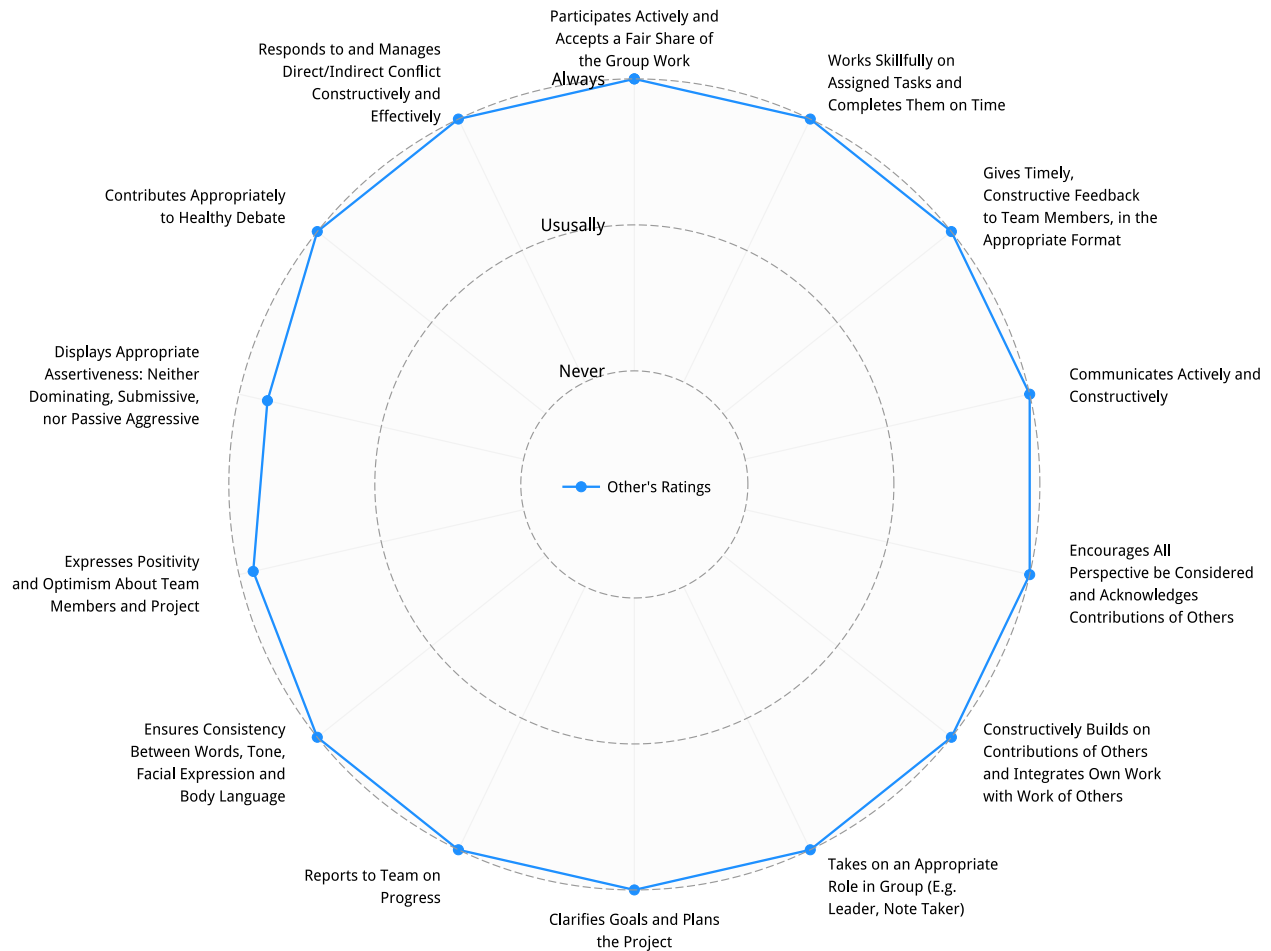 Participates Actively and
Accepts a Fair Share of
the Group Work
Works Skillfully on
Assigned Tasks and
Completes Them on Time
Gives Timely,
Constructive Feedback
to Team Members, in the
Appropriate Format
Communicates Actively and
Constructively
Encourages All
Perspective be Considered
and Acknowledges
Contributions of Others
Constructively Builds on
Contributions of Others
and Integrates Own Work
with Work of Others
Takes on an Appropriate
Role in Group (E.g.
Leader, Note Taker)
Clarifies Goals and Plans
the Project
Reports to Team on
Progress
Ensures Consistency
Between Words, Tone,
Facial Expression and
Body Language
Expresses Positivity
and Optimism About Team
Members and Project
Displays Appropriate
Assertiveness: Neither
Dominating, Submissive,
nor Passive Aggressive
Contributes Appropriately
to Healthy Debate
Responds to and Manages
Direct/Indirect Conflict
Constructively and
Effectively
Always
Ususally
Never
Other's Ratings